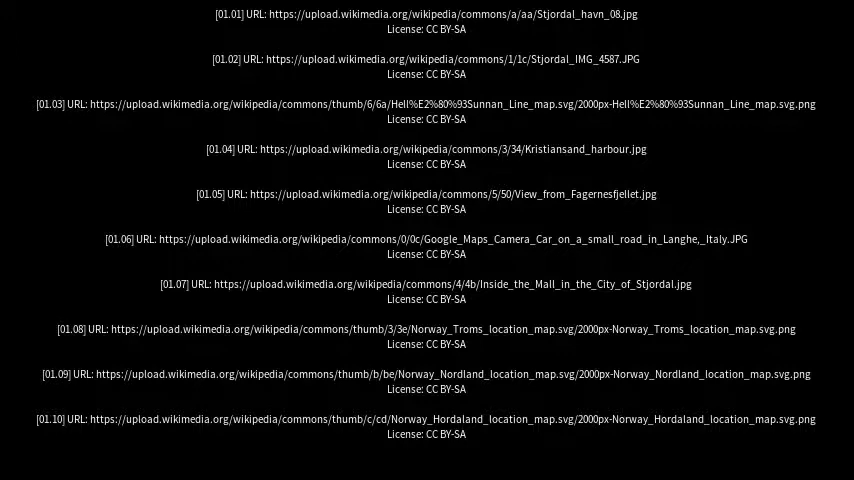 [01.01] URL: https://upload.wikimedia.org/wikipedia/commons/a/aa/Stjordal_havn_08.jpg
License: CC BY-SA
[01.02] URL: https://upload.wikimedia.org/wikipedia/commons/1/1c/Stjordal_IMG_4587.JPG
License: CC BY-SA
[01.03] URL: https://upload.wikimedia.org/wikipedia/commons/thumb/6/6a/Hell%E2%80%93Sunnan_Line_map.svg/2000px-Hell%E2%80%93Sunnan_Line_map.svg.png
License: CC BY-SA
[01.04] URL: https://upload.wikimedia.org/wikipedia/commons/3/34/Kristiansand_harbour.jpg
License: CC BY-SA
[01.05] URL: https://upload.wikimedia.org/wikipedia/commons/5/50/View_from_Fagernesfjellet.jpg
License: CC BY-SA
[01.06] URL: https://upload.wikimedia.org/wikipedia/commons/0/0c/Google_Maps_Camera_Car_on_a_small_road_in_Langhe,_Italy.JPG
License: CC BY-SA
[01.07] URL: https://upload.wikimedia.org/wikipedia/commons/4/4b/Inside_the_Mall_in_the_City_of_Stjordal.jpg
License: CC BY-SA
[01.08] URL: https://upload.wikimedia.org/wikipedia/commons/thumb/3/3e/Norway_Troms_location_map.svg/2000px-Norway_Troms_location_map.svg.png
License: CC BY-SA
[01.09] URL: https://upload.wikimedia.org/wikipedia/commons/thumb/b/be/Norway_Nordland_location_map.svg/2000px-Norway_Nordland_location_map.svg.png
License: CC BY-SA
[01.10] URL: https://upload.wikimedia.org/wikipedia/commons/thumb/c/cd/Norway_Hordaland_location_map.svg/2000px-Norway_Hordaland_location_map.svg.png
License: CC BY-SA